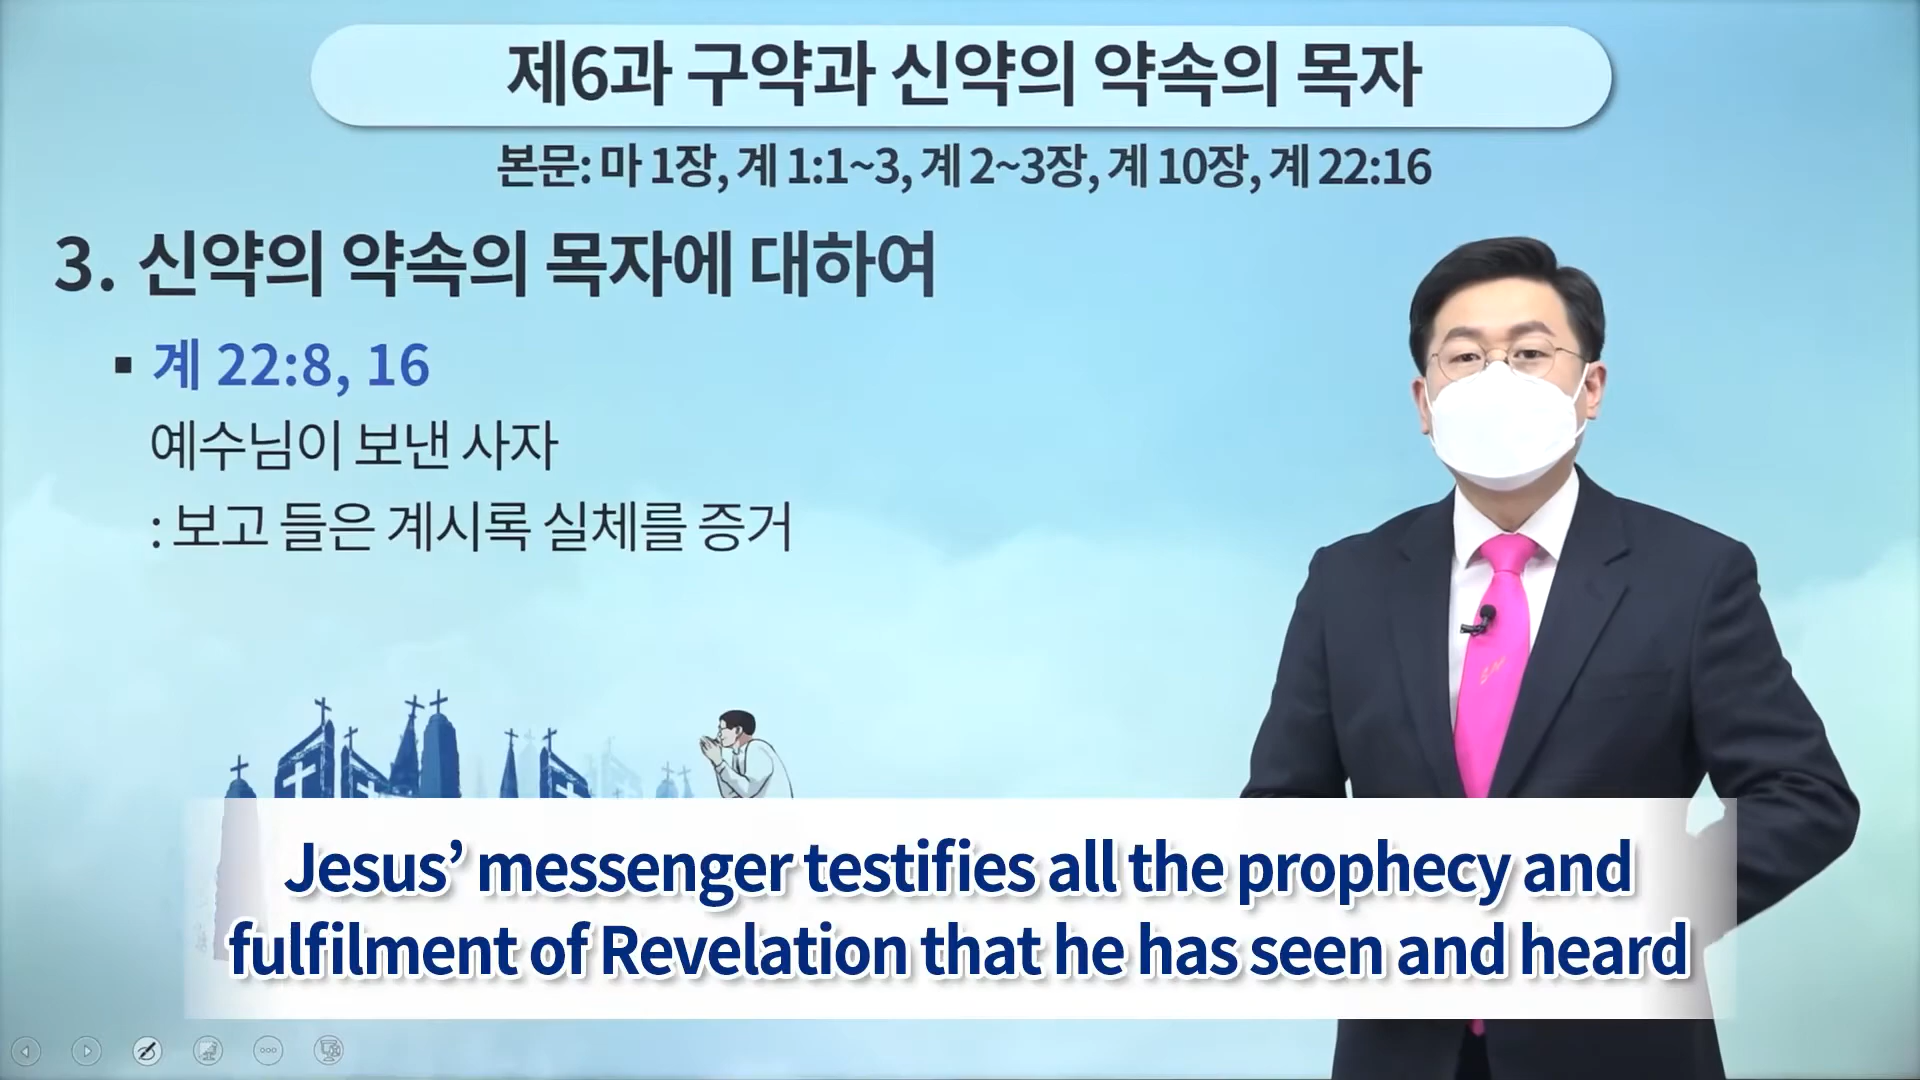 제6과 구약과 신약의 약속의 목자
본문: 마 1장, 계 1:1~3, 계 2~3장, 계 10장, 계 22:16
3. 신약의 약속의 목자에 대하여
▪ 계 22:8, 16
예수님이 보낸 사자
: 보고 들은 계시록 실체를 증거
Jesus’ messenger testifies all the prophecy and
fulfilment of Revelation that he has seen and heard